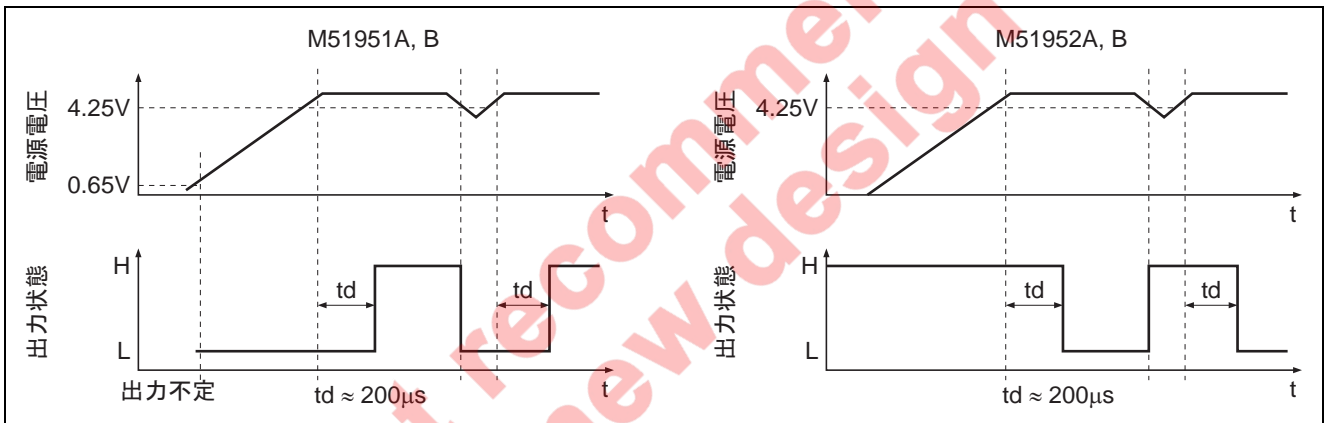 M51951A, B
電源電圧
4.25V
0.65V
t
出力状態
H
L
td
td
t
出力不定
td ≈ 200μs
M51952A, B
電源電圧
4.25V
t
出力状態
H
L
td
td
t
td ≈ 200μs
recomme
new design